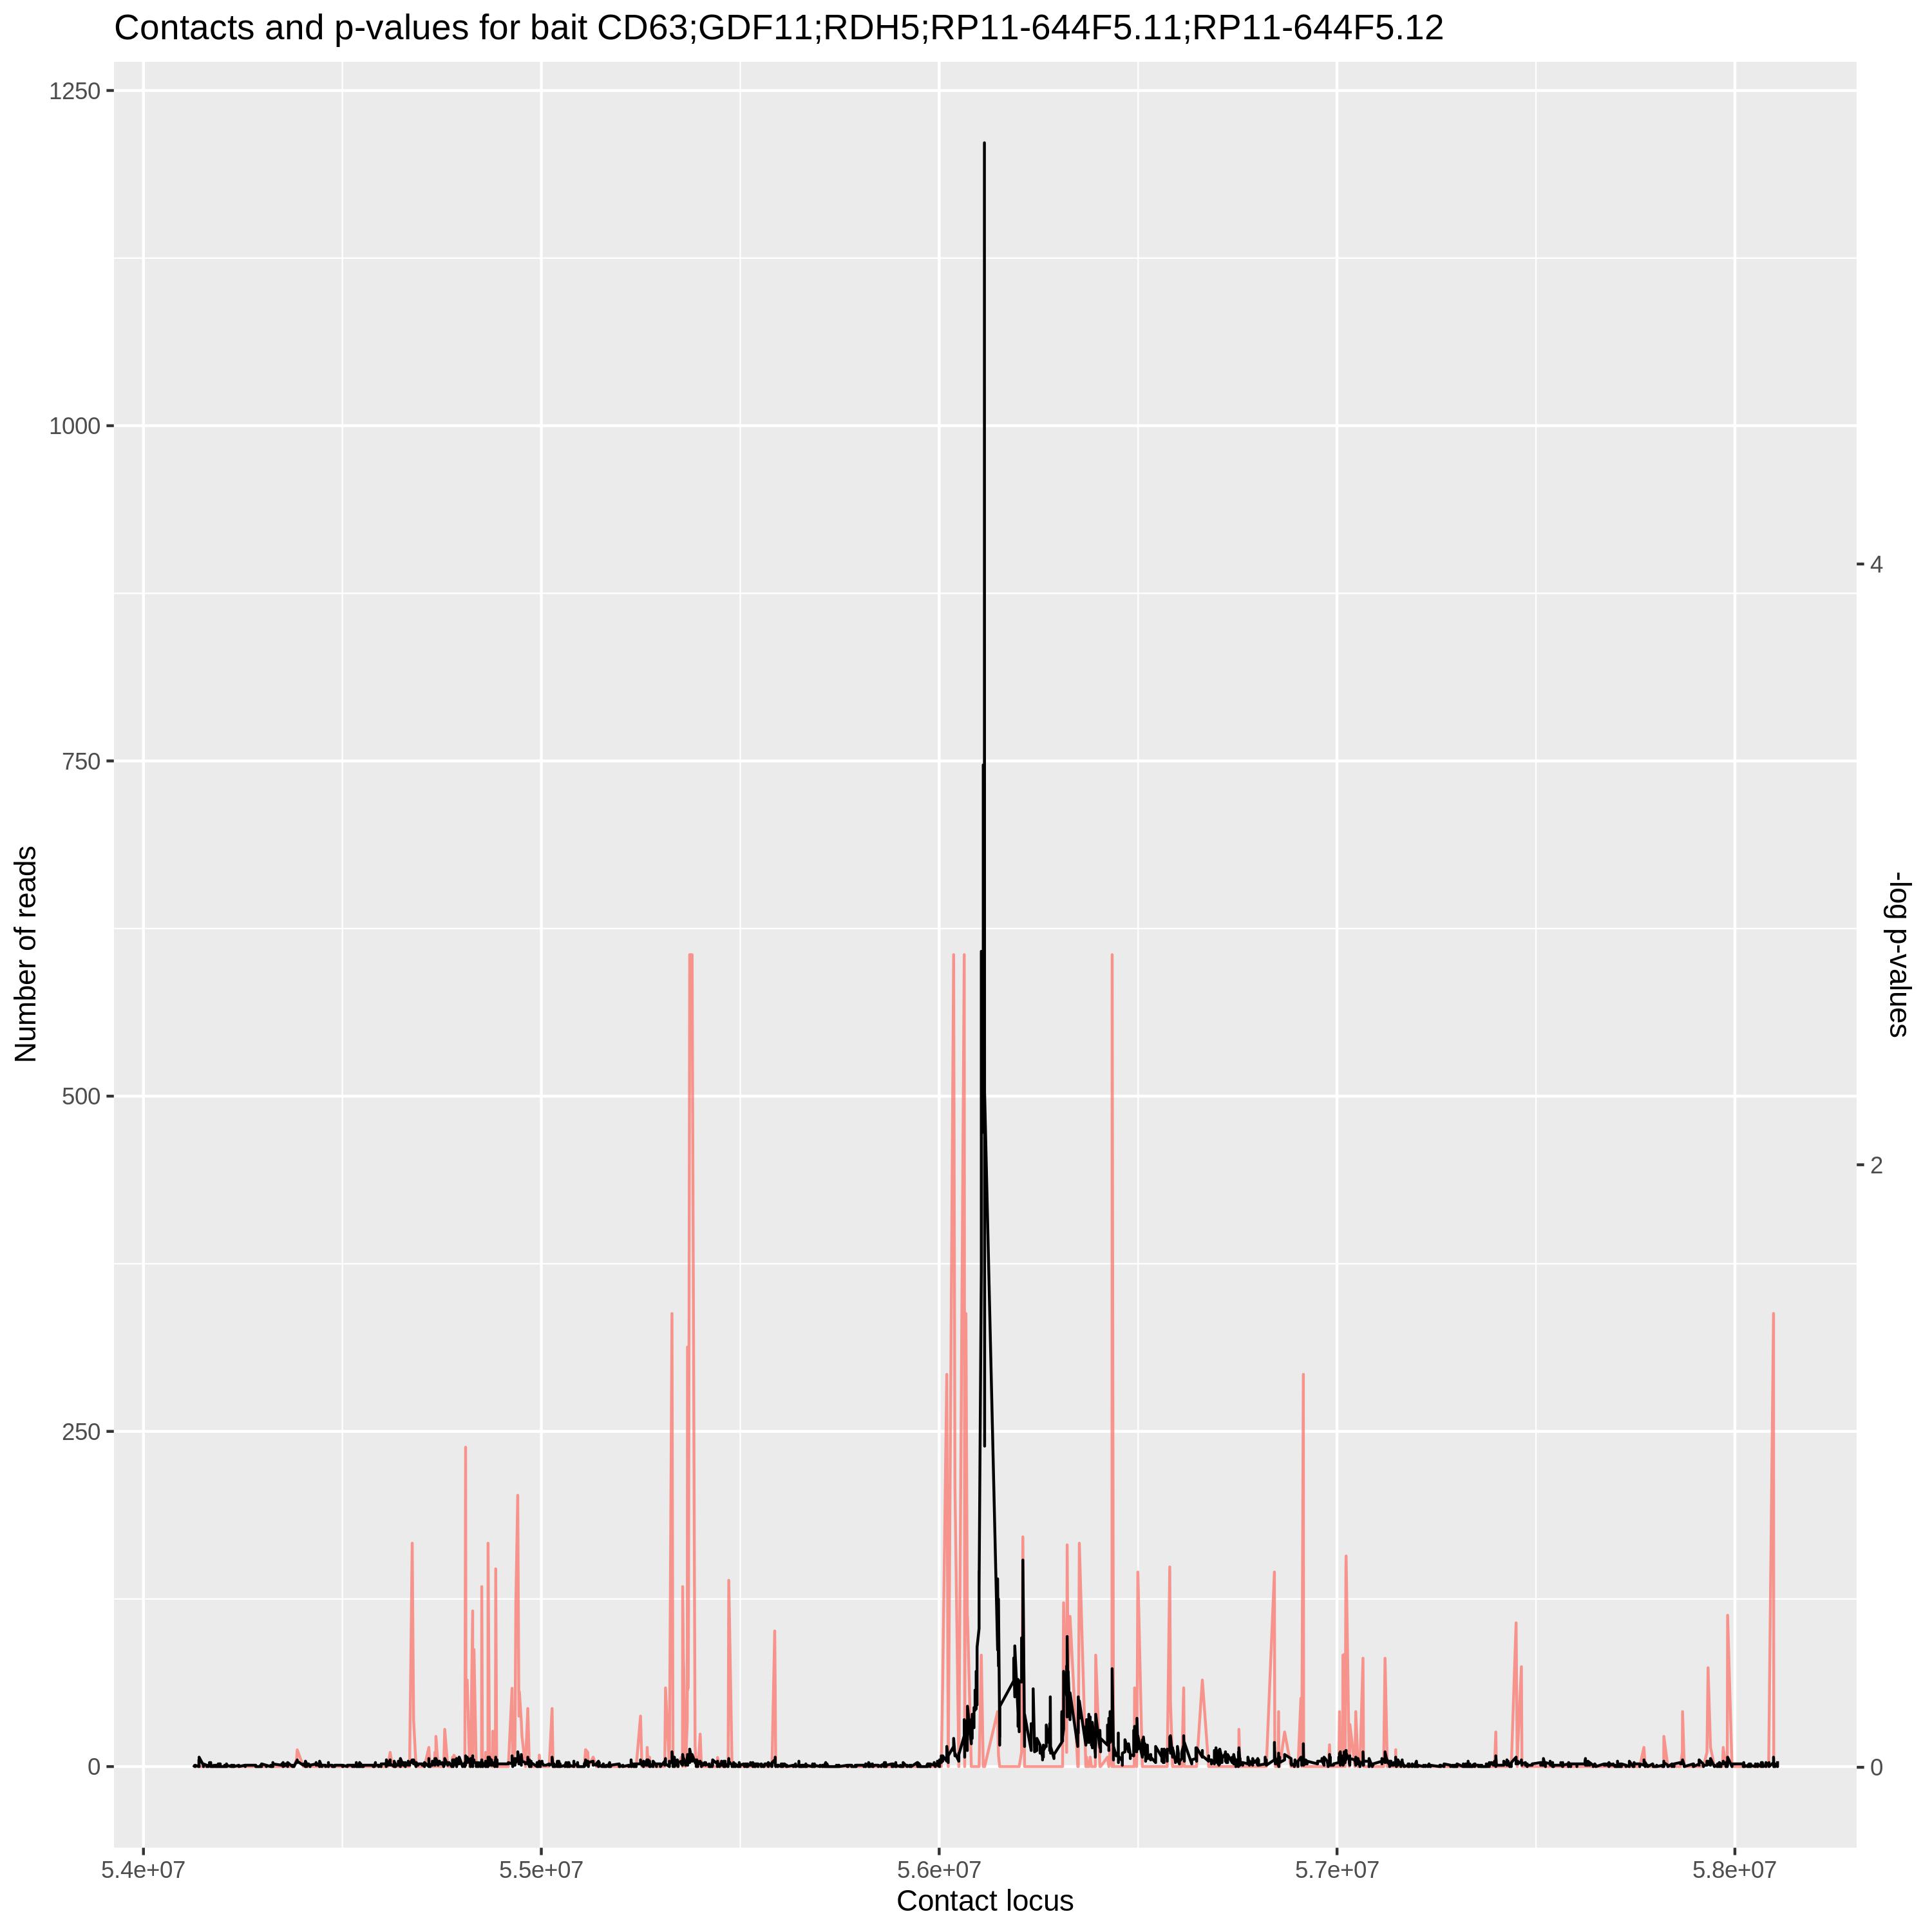 Contacts and p-values for bait CD63;GDF11;RDH5;RP11-644F5.11;RP11-644F5.12
1250
1000
750
500
250
0
Number of reads
4
2
0
-log p-values
5.4e+07
5.5e+07
5.6e+07
5.7e+07
5.8e+07
Contact locus